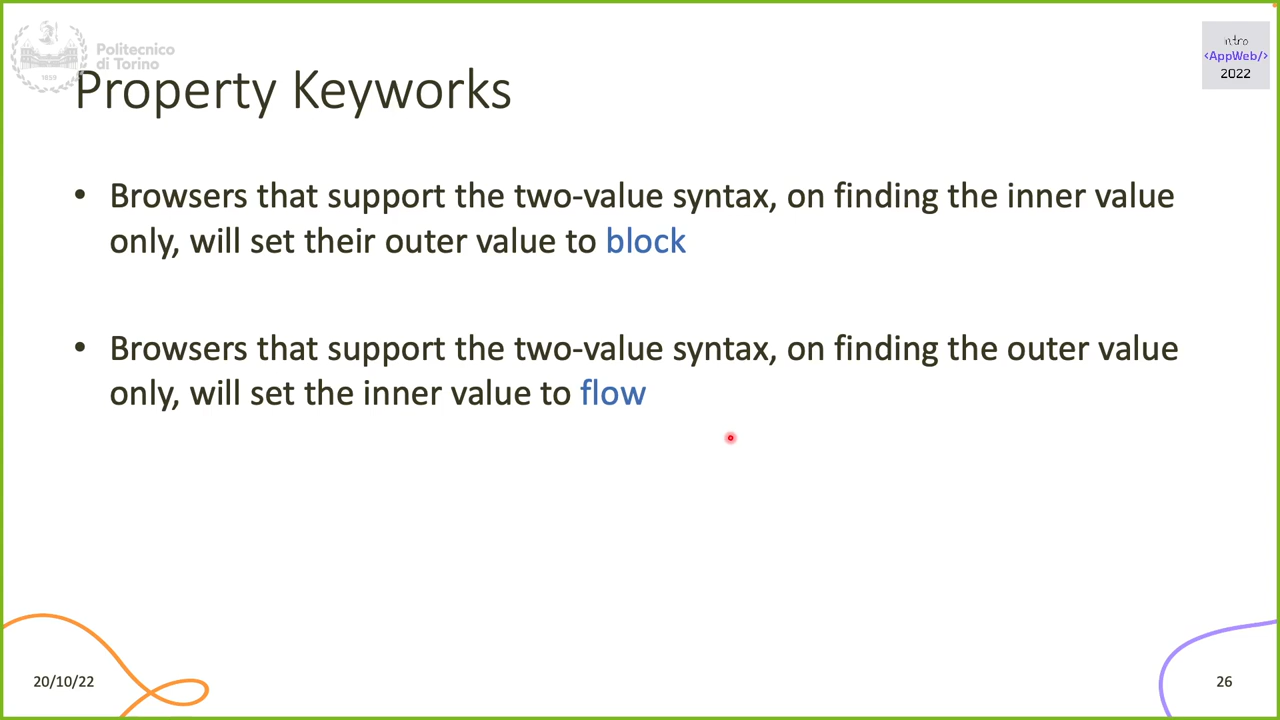 Politecnico
di Torino
1859
Property Keyworks
intro
<AppWeb/>
2022
• Browsers that support the two-value syntax, on finding the inner value
only, will set their outer value to block
• Browsers that support the two-value syntax, on finding the outer value
only, will set the inner value to flow
20/10/22
26